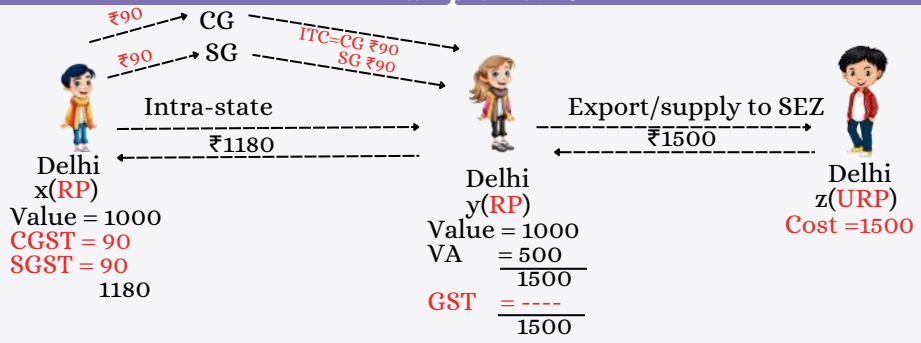 ₹90
CG
₹90
SG
ITC=CG ₹90
SG ₹90
Intra-state
₹1180
Export/supply to SEZ
₹1500
Delhi
x(RP)
Value = 1000
CGST = 90
SGST = 90
1180
Delhi
y(RP)
Value = 1000
VA = 500
1500
GST = ----
1500
Delhi
z(URP)
Cost =1500